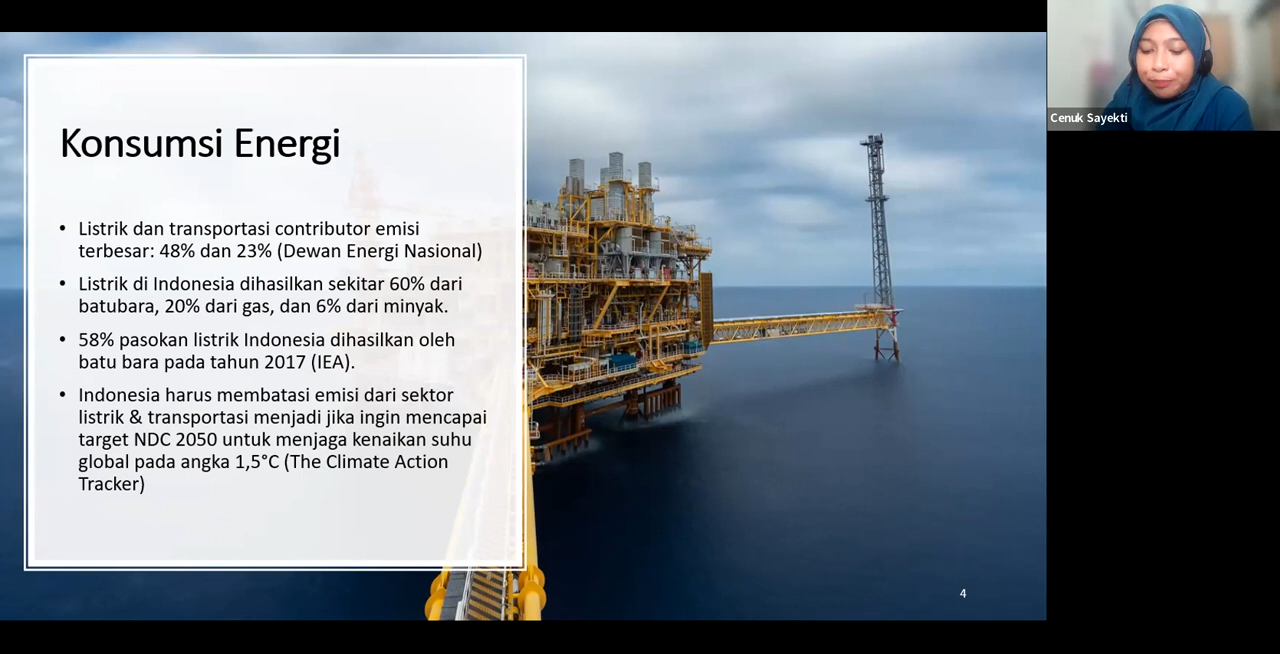 Konsumsi Energi
• Listrik dan transportasi contributor emisi
terbesar: 48% dan 23% (Dewan Energi Nasional)
• Listrik di Indonesia dihasilkan sekitar 60% dari
batubara, 20% dari gas, dan 6% dari minyak.
• 58% pasokan listrik Indonesia dihasilkan oleh
batu bara pada tahun 2017 (IEA).
• Indonesia harus membatasi emisi dari sektor
listrik & transportasi menjadi jika ingin mencapai
target NDC 2050 untuk menjaga kenaikan suhu
global pada angka 1,5°C (The Climate Action
Tracker)
4
Cenuk Sayekti